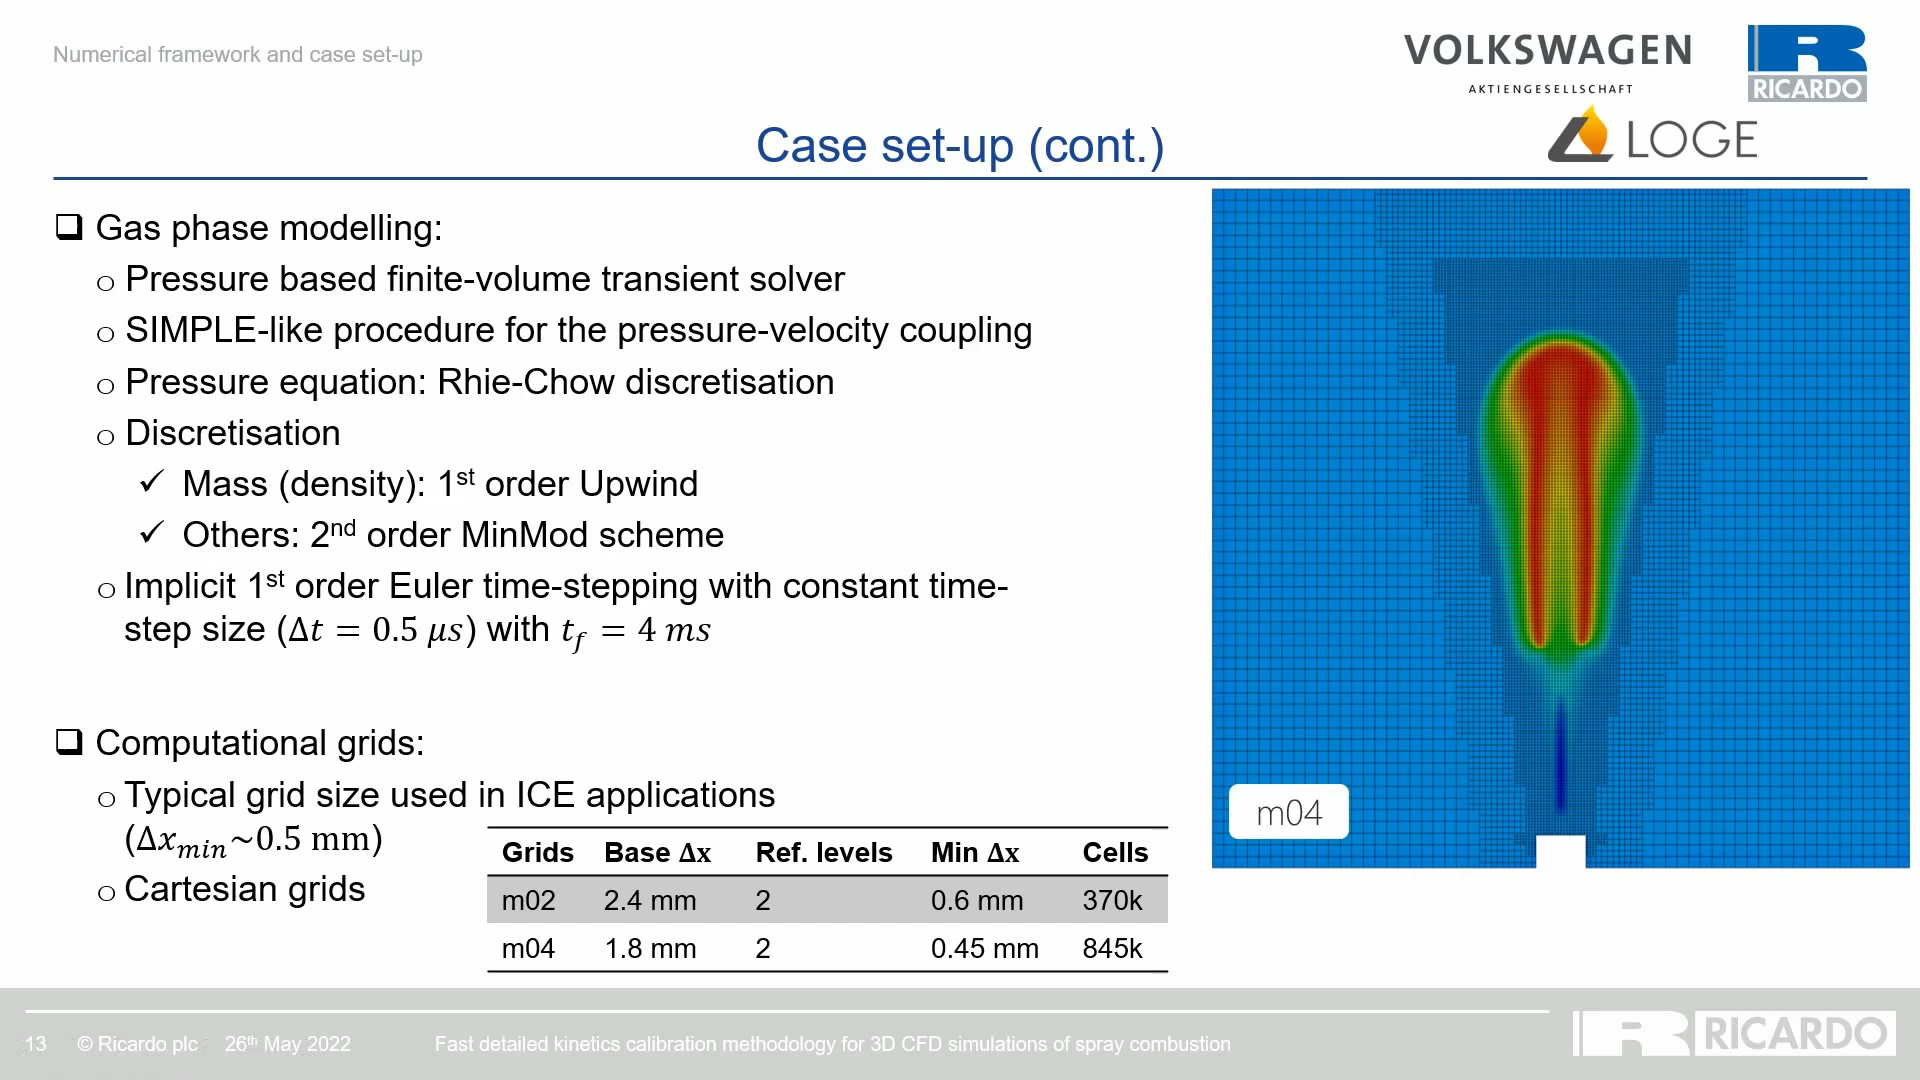 Numerical framework and case set-up
VOLKSWAGEN
AKTIENGESELLSCHAFT
RICARDO
LOGE
Case set-up (cont.)
❑ Gas phase modelling:
o Pressure based finite-volume transient solver
o SIMPLE-like procedure for the pressure-velocity coupling
o Pressure equation: Rhie-Chow discretisation
o Discretisation
✓ Mass (density): 1st order Upwind
✓ Others: 2nd order MinMod scheme
o Implicit 1st order Euler time-stepping with constant time-
step size (Δt = 0.5 μs) with t_f = 4 ms
❑ Computational grids:
o Typical grid size used in ICE applications
(Δx_min~0.5 mm)
o Cartesian grids
Grids Base Δx Ref. levels Min Δx Cells
m02 2.4 mm 2 0.6 mm 370k
m04 1.8 mm 2 0.45 mm 845k
m04
13 © Ricardo plc 26th May 2022 Fast detailed kinetics calibration methodology for 3D CFD simulations of spray combustion
RICARDO